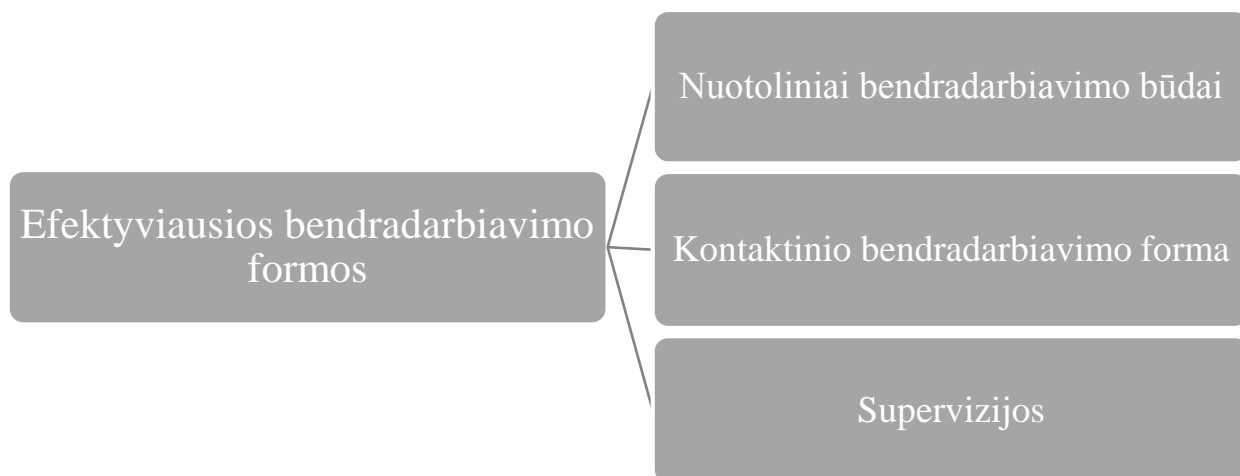 Efektyviausios bendradarbiavimo
formos
Nuotoliniai bendradarbiavimo būdai
Kontaktinio bendradarbiavimo forma
Supervizijos